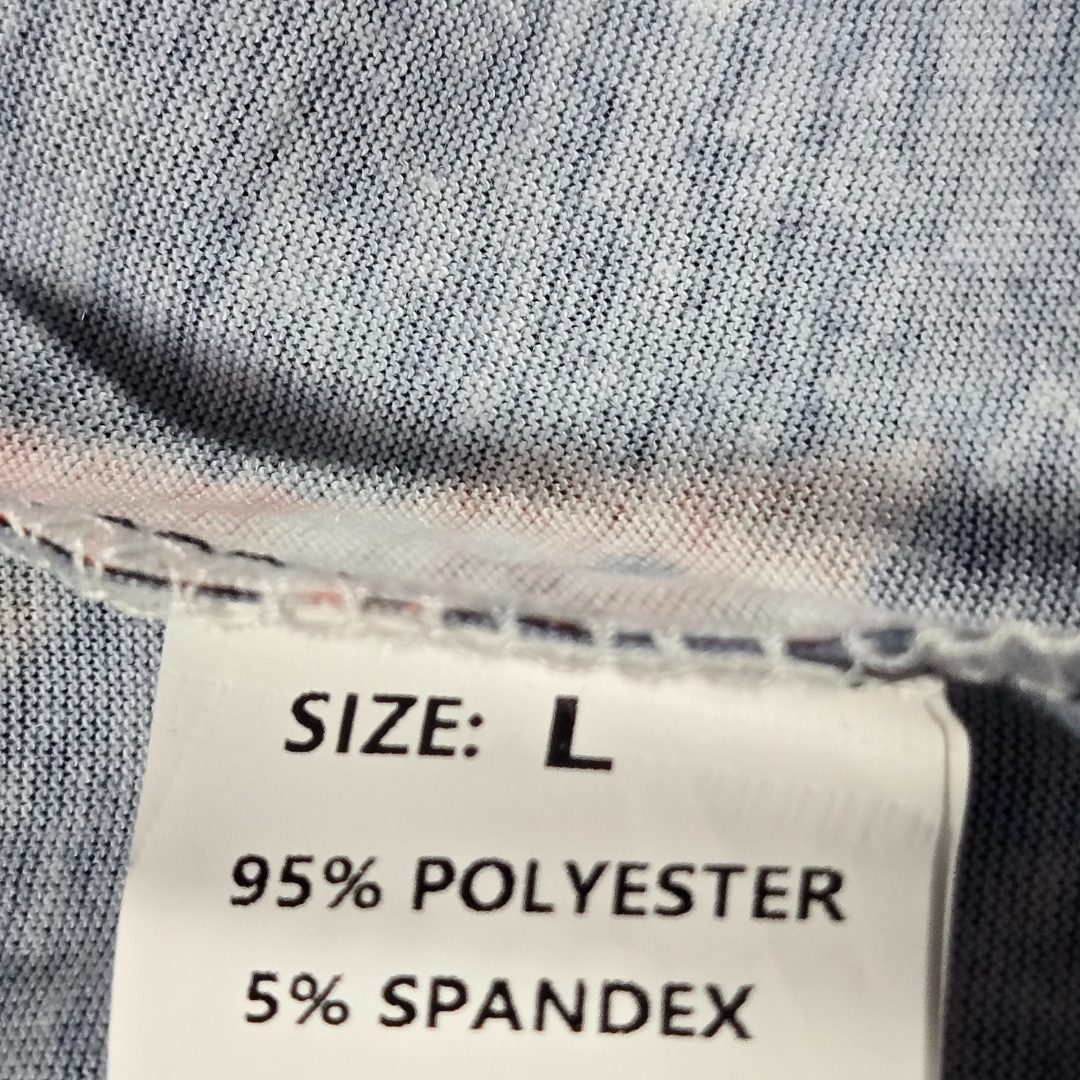 SIZE: L
95% POLYESTER
5% SPANDEX